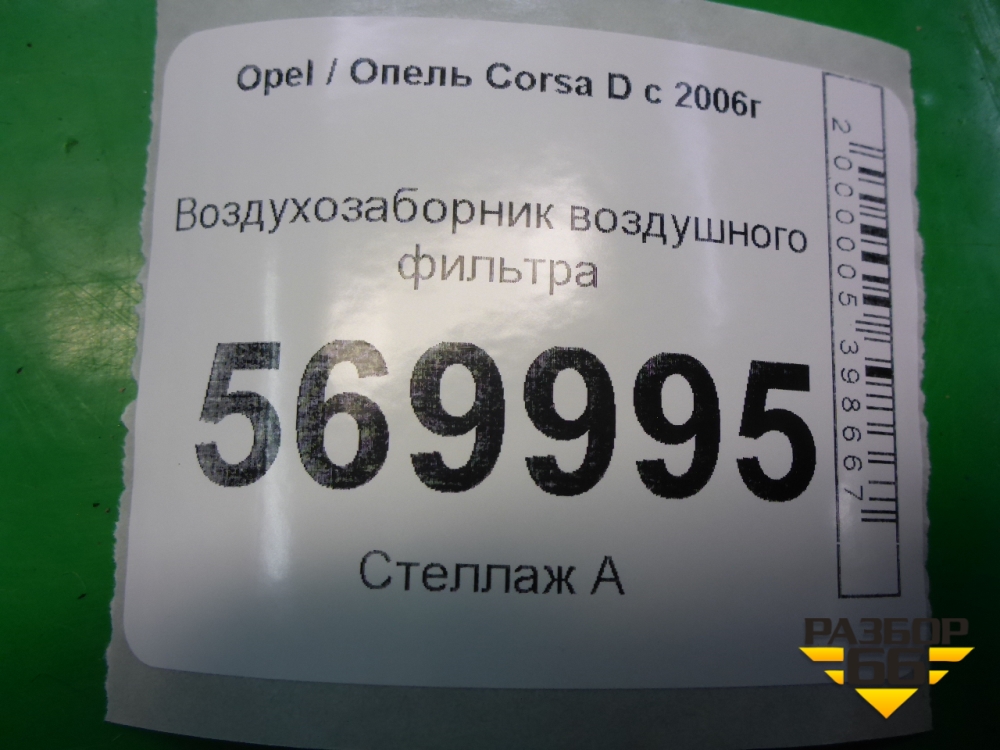 Opel / Опель Corsa D с 2006г
Воздухозаборник воздушного
фильтра
569995
Стеллаж А
2000005398667
РАЗБОР
66